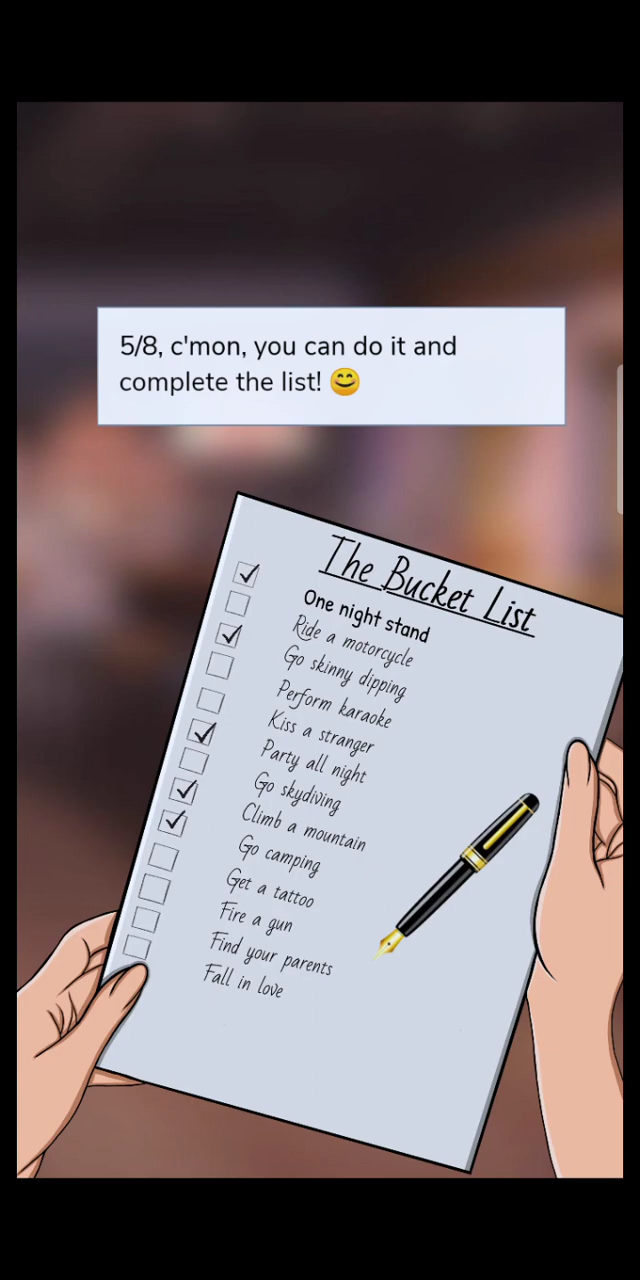 5/8, c'mon, you can do it and
complete the list! 😊
The Bucket List
One night stand
Ride a motorcycle
Go skinny dipping
Perform karaoke
Kiss a stranger
Party all night
Go skydiving
Climb a mountain
Go camping
Get a tattoo
Fire a gun
Find your parents
Fall in love